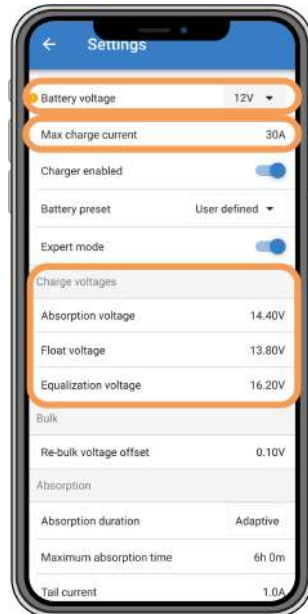 Settings
Battery voltage 12V
Max charge current 30A
Charger enabled
Battery preset User defined
Expert mode
Charge voltages
Absorption voltage 14.40V
Float voltage 13.80V
Equalization voltage 16.20V
Bulk
Re-bulk voltage offset 0.10V
Absorption
Absorption duration Adaptive
Maximum absorption time 6h 0m
Tail current 1.0A